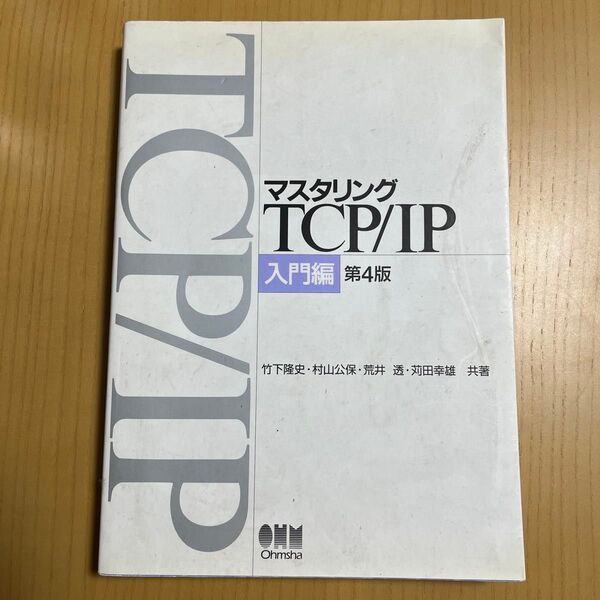 TCP/IP
マスタリング
TCP/IP
入門編 第4版
竹下隆史・村山公保・荒井 透・苅田幸雄 共著
OHM
Ohmsha